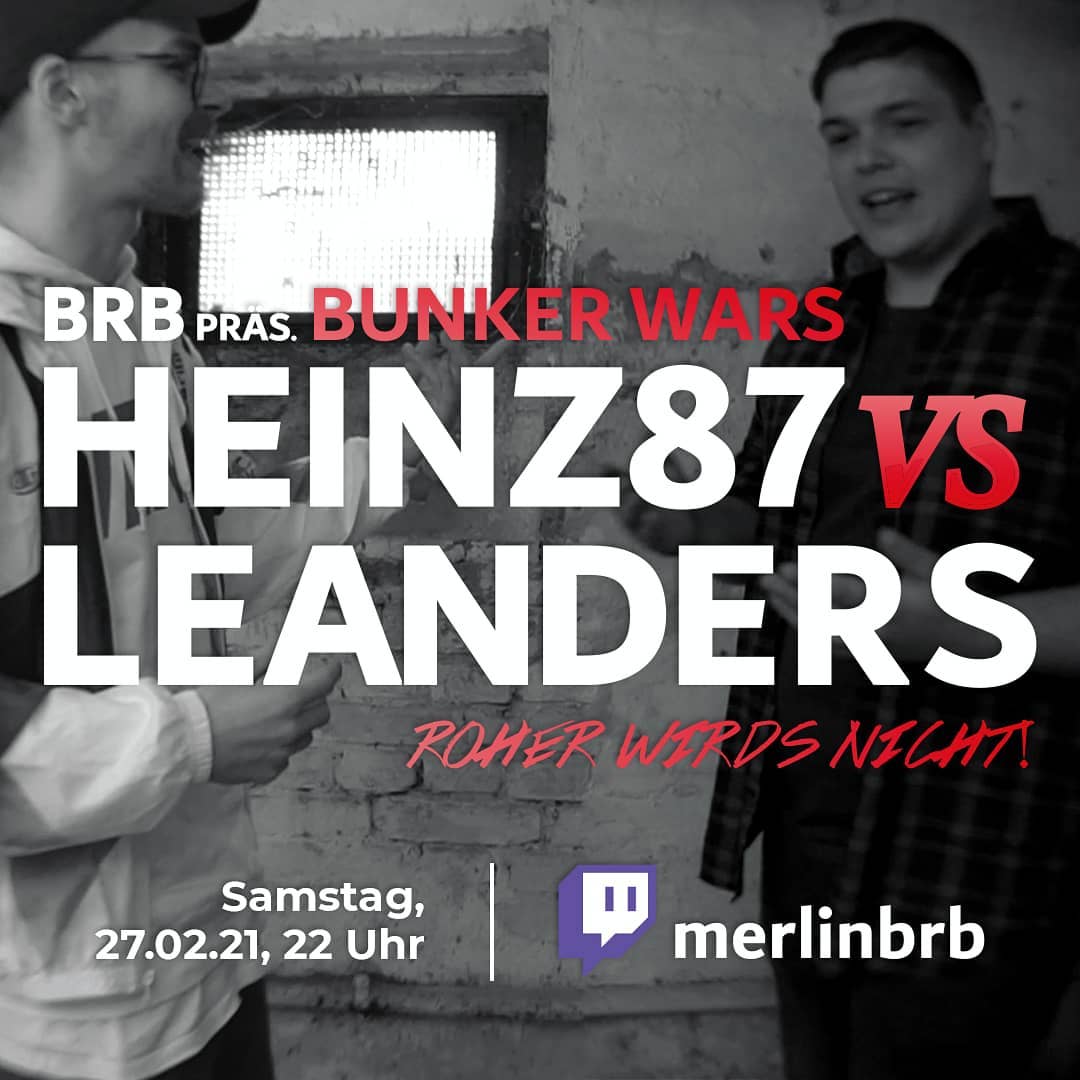 BRB PRÄS. BUNKER WARS
HEINZ87 VS
LEANDERS
ROHER WIRDS NICHT!
Samstag,
27.02.21, 22 Uhr
merlinbrb